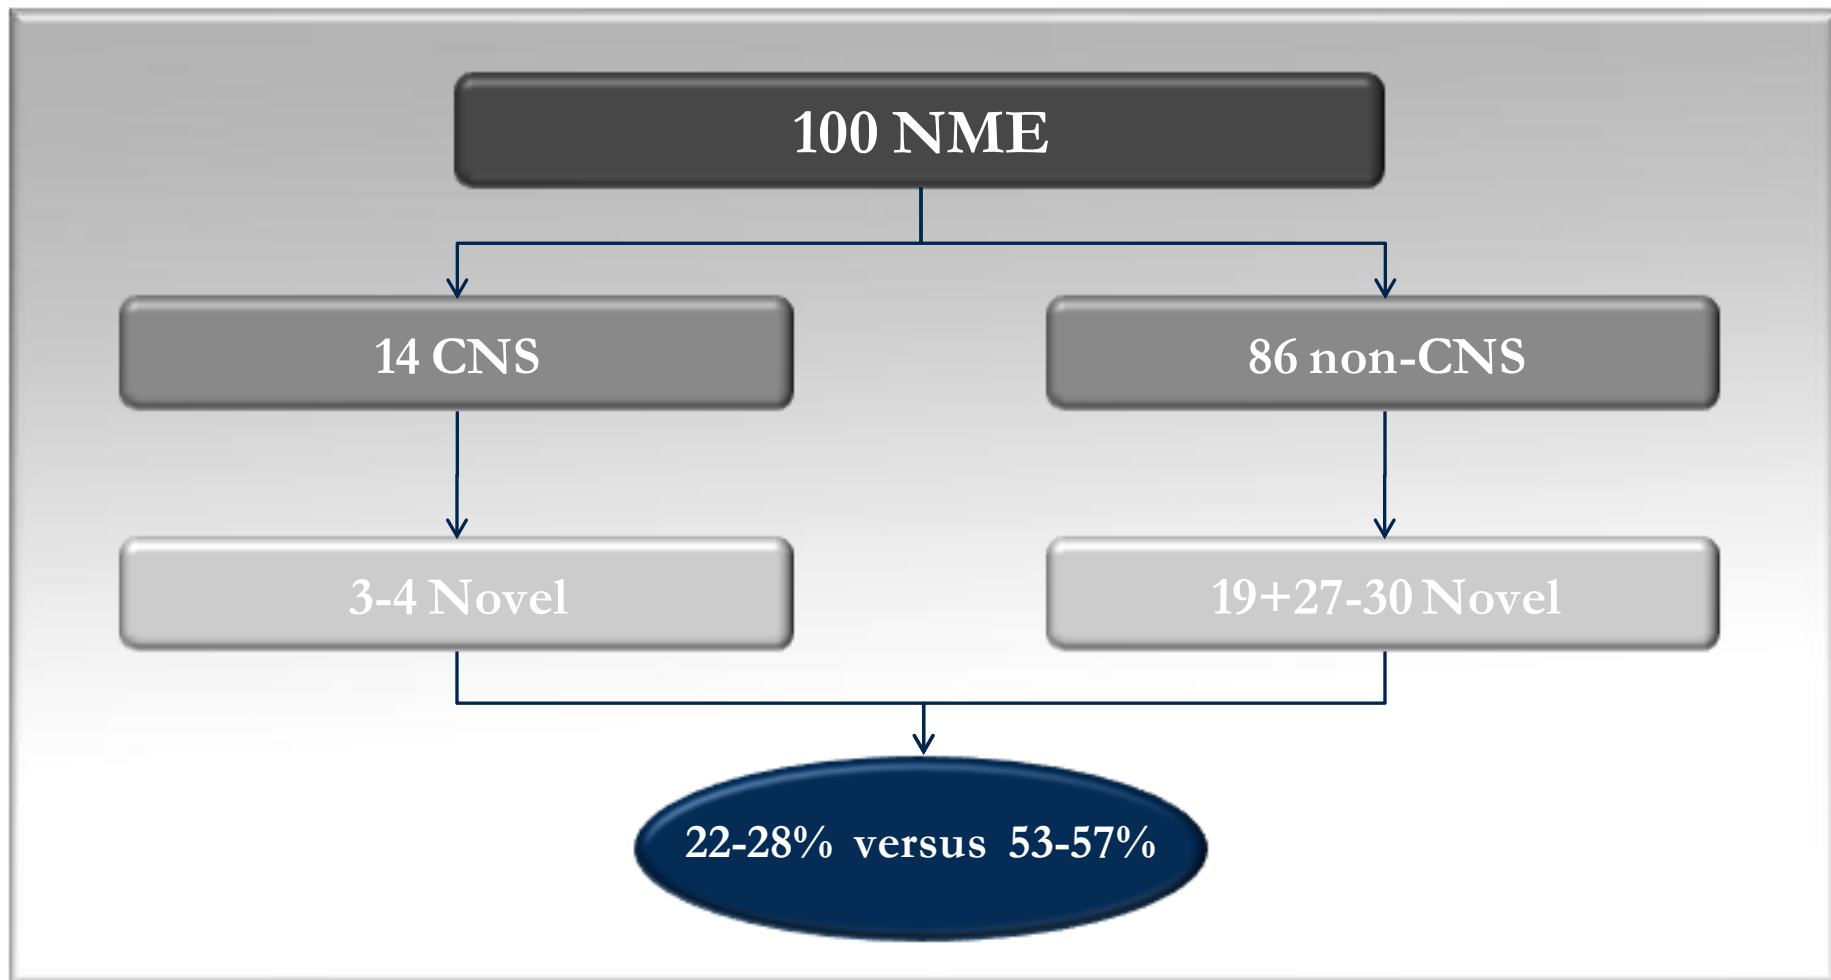 100 NME
14 CNS
86 non-CNS
3-4 Novel
19+27-30 Novel
22-28% versus 53-57%